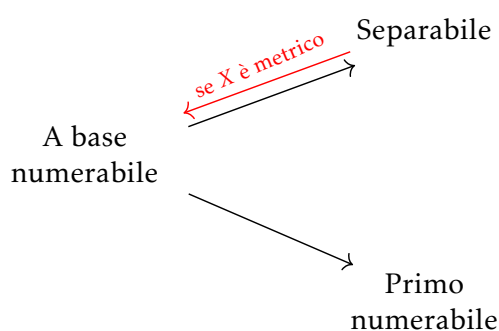 Separabile
se X è metrico
A base
numerabile
Primo
numerabile